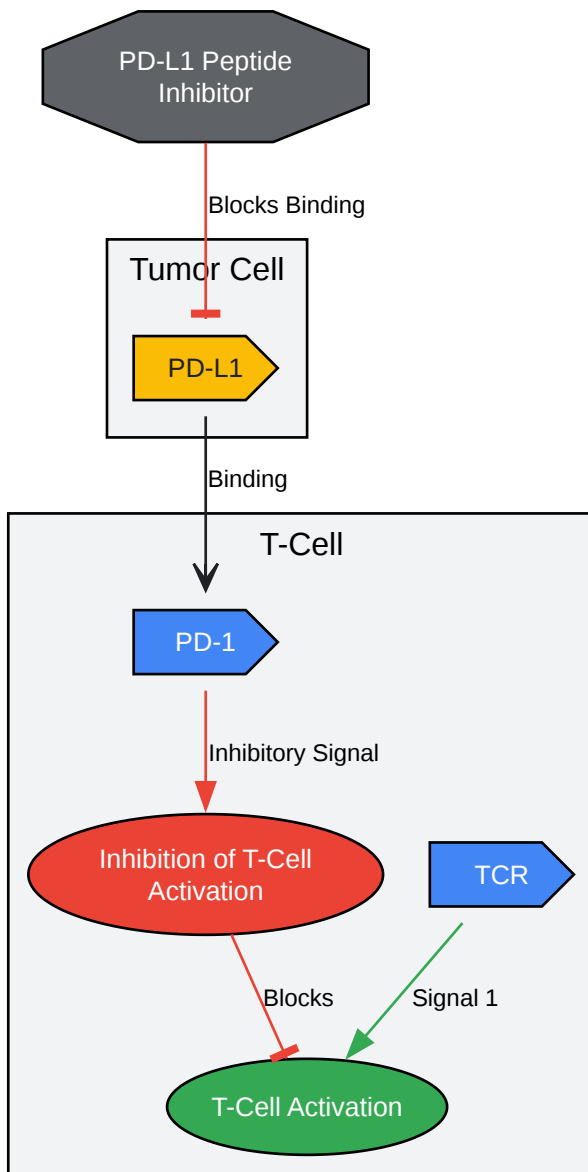 PD-L1 Peptide
Inhibitor
Blocks Binding
Tumor Cell
PD-L1
Binding
T-Cell
PD-1
Inhibitory Signal
Inhibition of T-Cell
Activation
TCR
Blocks
Signal 1
T-Cell Activation